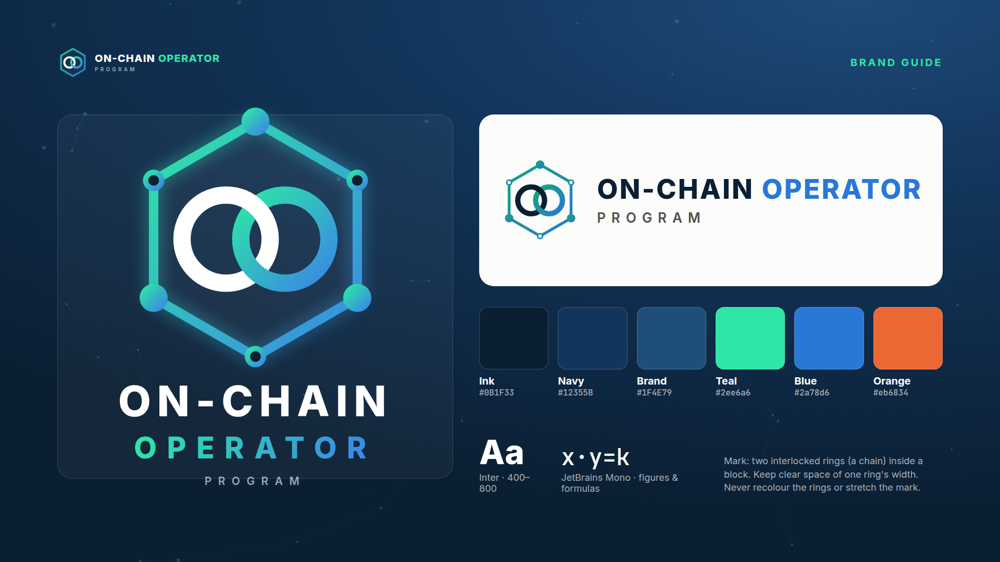 ON-CHAIN OPERATOR
PROGRAM
BRAND GUIDE
ON-CHAIN
OPERATOR
PROGRAM
ON-CHAIN OPERATOR
PROGRAM
Ink
#0B1F33
Navy
#12355B
Brand
#1F4E79
Teal
#2ee6a6
Blue
#2a78d6
Orange
#eb6834
Aa
Inter · 400–
800
x·y=k
JetBrains Mono · figures &
formulas
Mark: two interlocked rings (a chain) inside a
block. Keep clear space of one ring's width.
Never recolour the rings or stretch the mark.